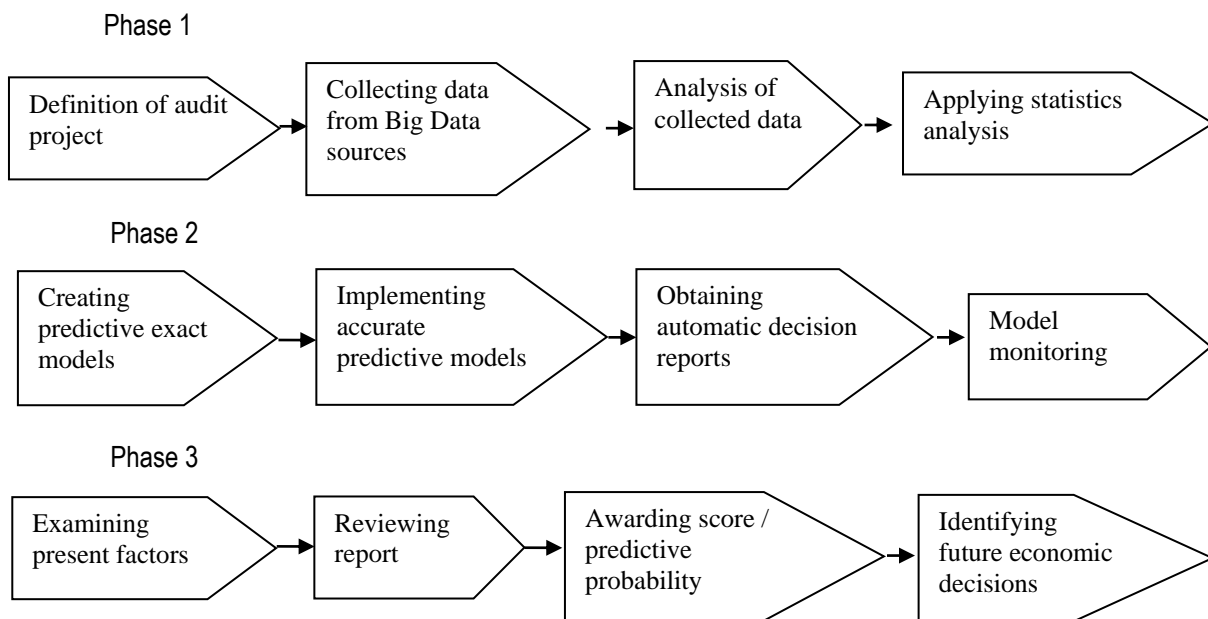 Phase 1
Definition of audit
project
Collecting data
from Big Data
sources
Analysis of
collected data
Applying statistics
analysis
Phase 2
Creating
predictive exact
models
Implementing
accurate
predictive models
Obtaining
automatic decision
reports
Model
monitoring
Phase 3
Examining
present factors
Reviewing
report
Awarding score /
predictive
probability
Identifying
future economic
decisions